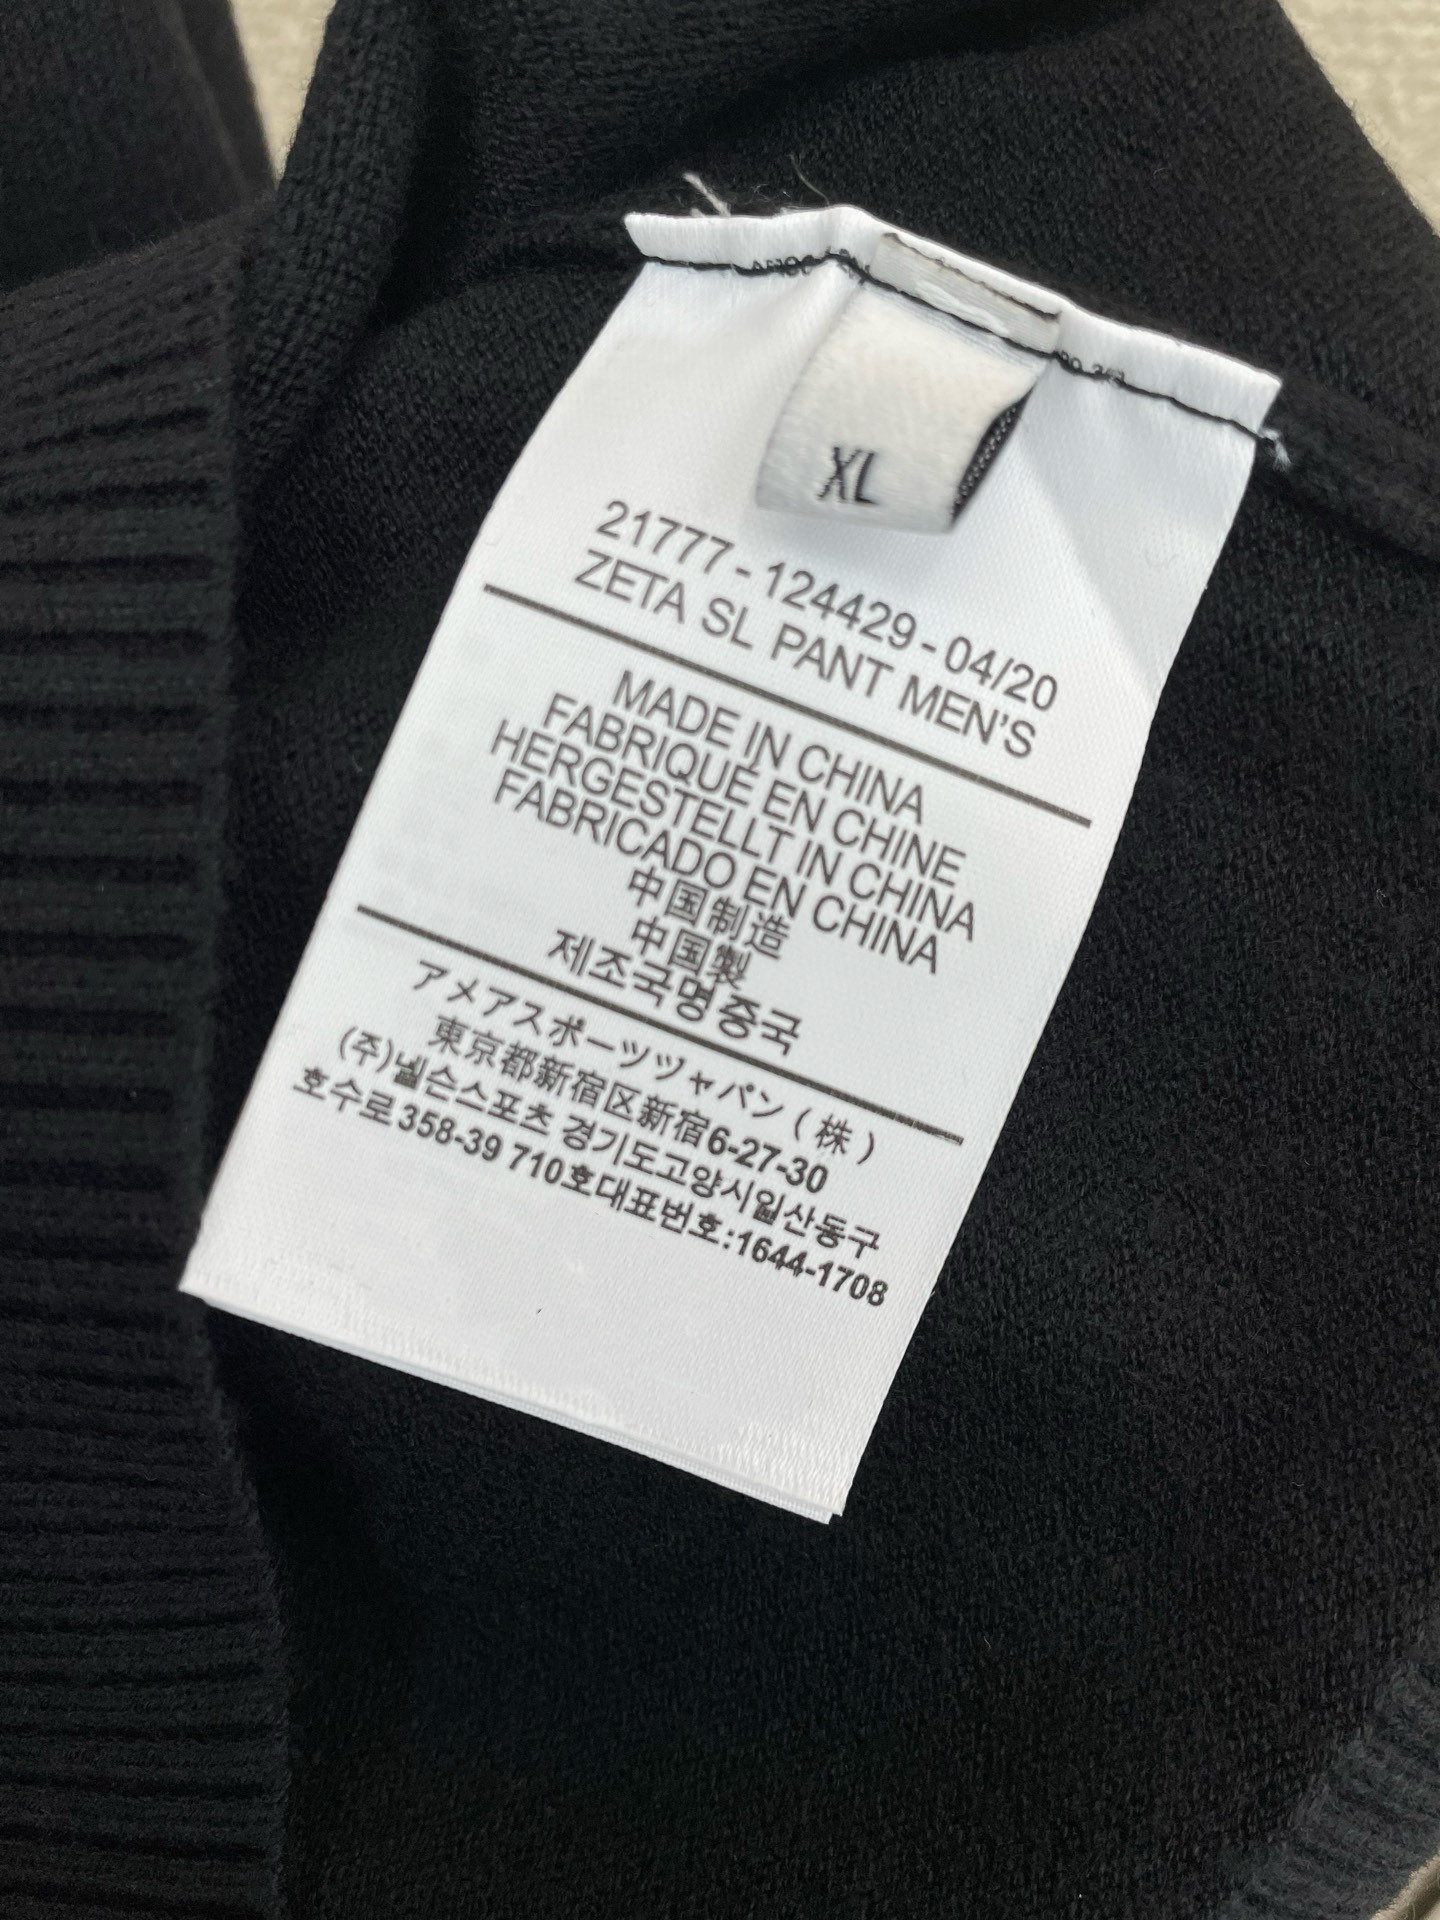 XL
21777 - 124429 - 04/20
ZETA SL PANT MEN'S
MADE IN CHINA
FABRIQUÉ EN CHINE
HERGESTELLT IN CHINA
FABRICADO EN CHINA
中国制造
中国製
제조국명중국
アメアスポーツジャパン（株）
東京都新宿区新宿6-27-30
(주)넬슨스포츠 경기도고양시일산동구
호수로358-39 710호대표번호:1644-1708